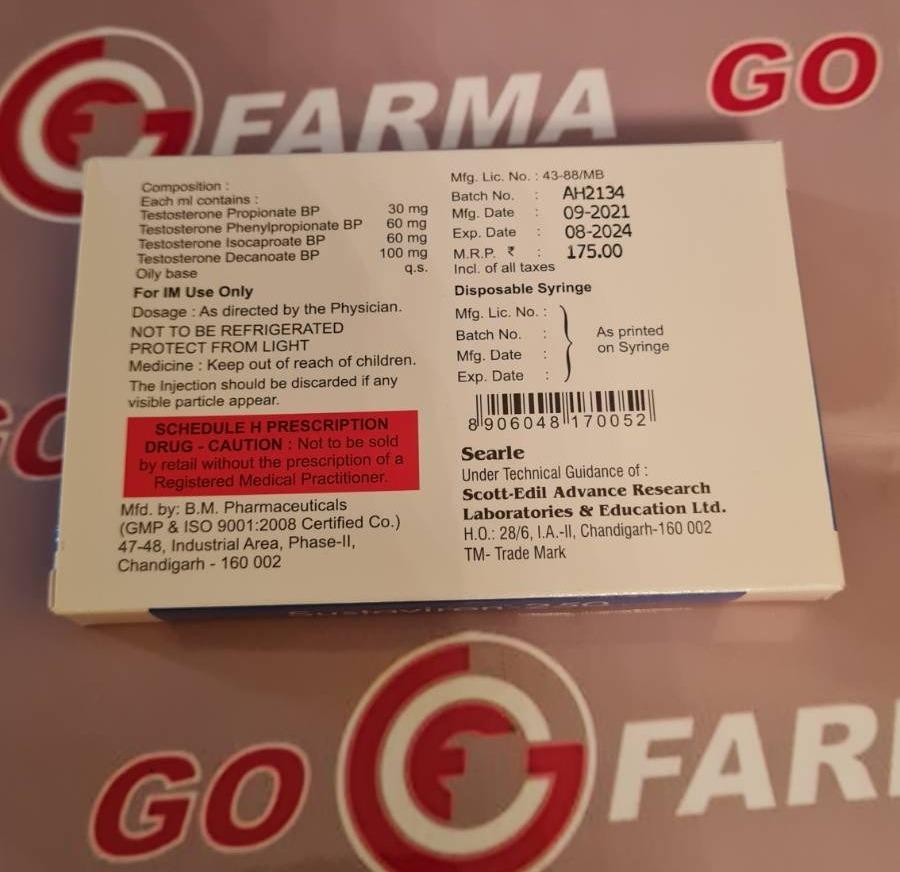 FARMA
GO
Composition :
Each ml contains :
Testosterone Propionate BP 30 mg
Testosterone Phenylpropionate BP 60 mg
Testosterone Isocaproate BP 60 mg
Testosterone Decanoate BP 100 mg
Oily base q.s.
For IM Use Only
Dosage : As directed by the Physician.
NOT TO BE REFRIGERATED
PROTECT FROM LIGHT
Medicine : Keep out of reach of children.
The Injection should be discarded if any
visible particle appear.
SCHEDULE H PRESCRIPTION
DRUG - CAUTION : Not to be sold
by retail without the prescription of a
Registered Medical Practitioner.
Mfd. by: B.M. Pharmaceuticals
(GMP & ISO 9001:2008 Certified Co.)
47-48, Industrial Area, Phase-II,
Chandigarh - 160 002
Mfg. Lic. No. : 43-88/MB
Batch No. : AH2134
Mfg. Date : 09-2021
Exp. Date : 08-2024
M.R.P. ₹ : 175.00
Incl. of all taxes
Disposable Syringe
Mfg. Lic. No. :
Batch No. :
Mfg. Date :
Exp. Date :
As printed
on Syringe
8 906048 170052
Searle
Under Technical Guidance of :
Scott-Edil Advance Research
Laboratories & Education Ltd.
H.O.: 28/6, I.A.-II, Chandigarh-160 002
TM- Trade Mark
GO
Sustaviron-250
GO
FAR